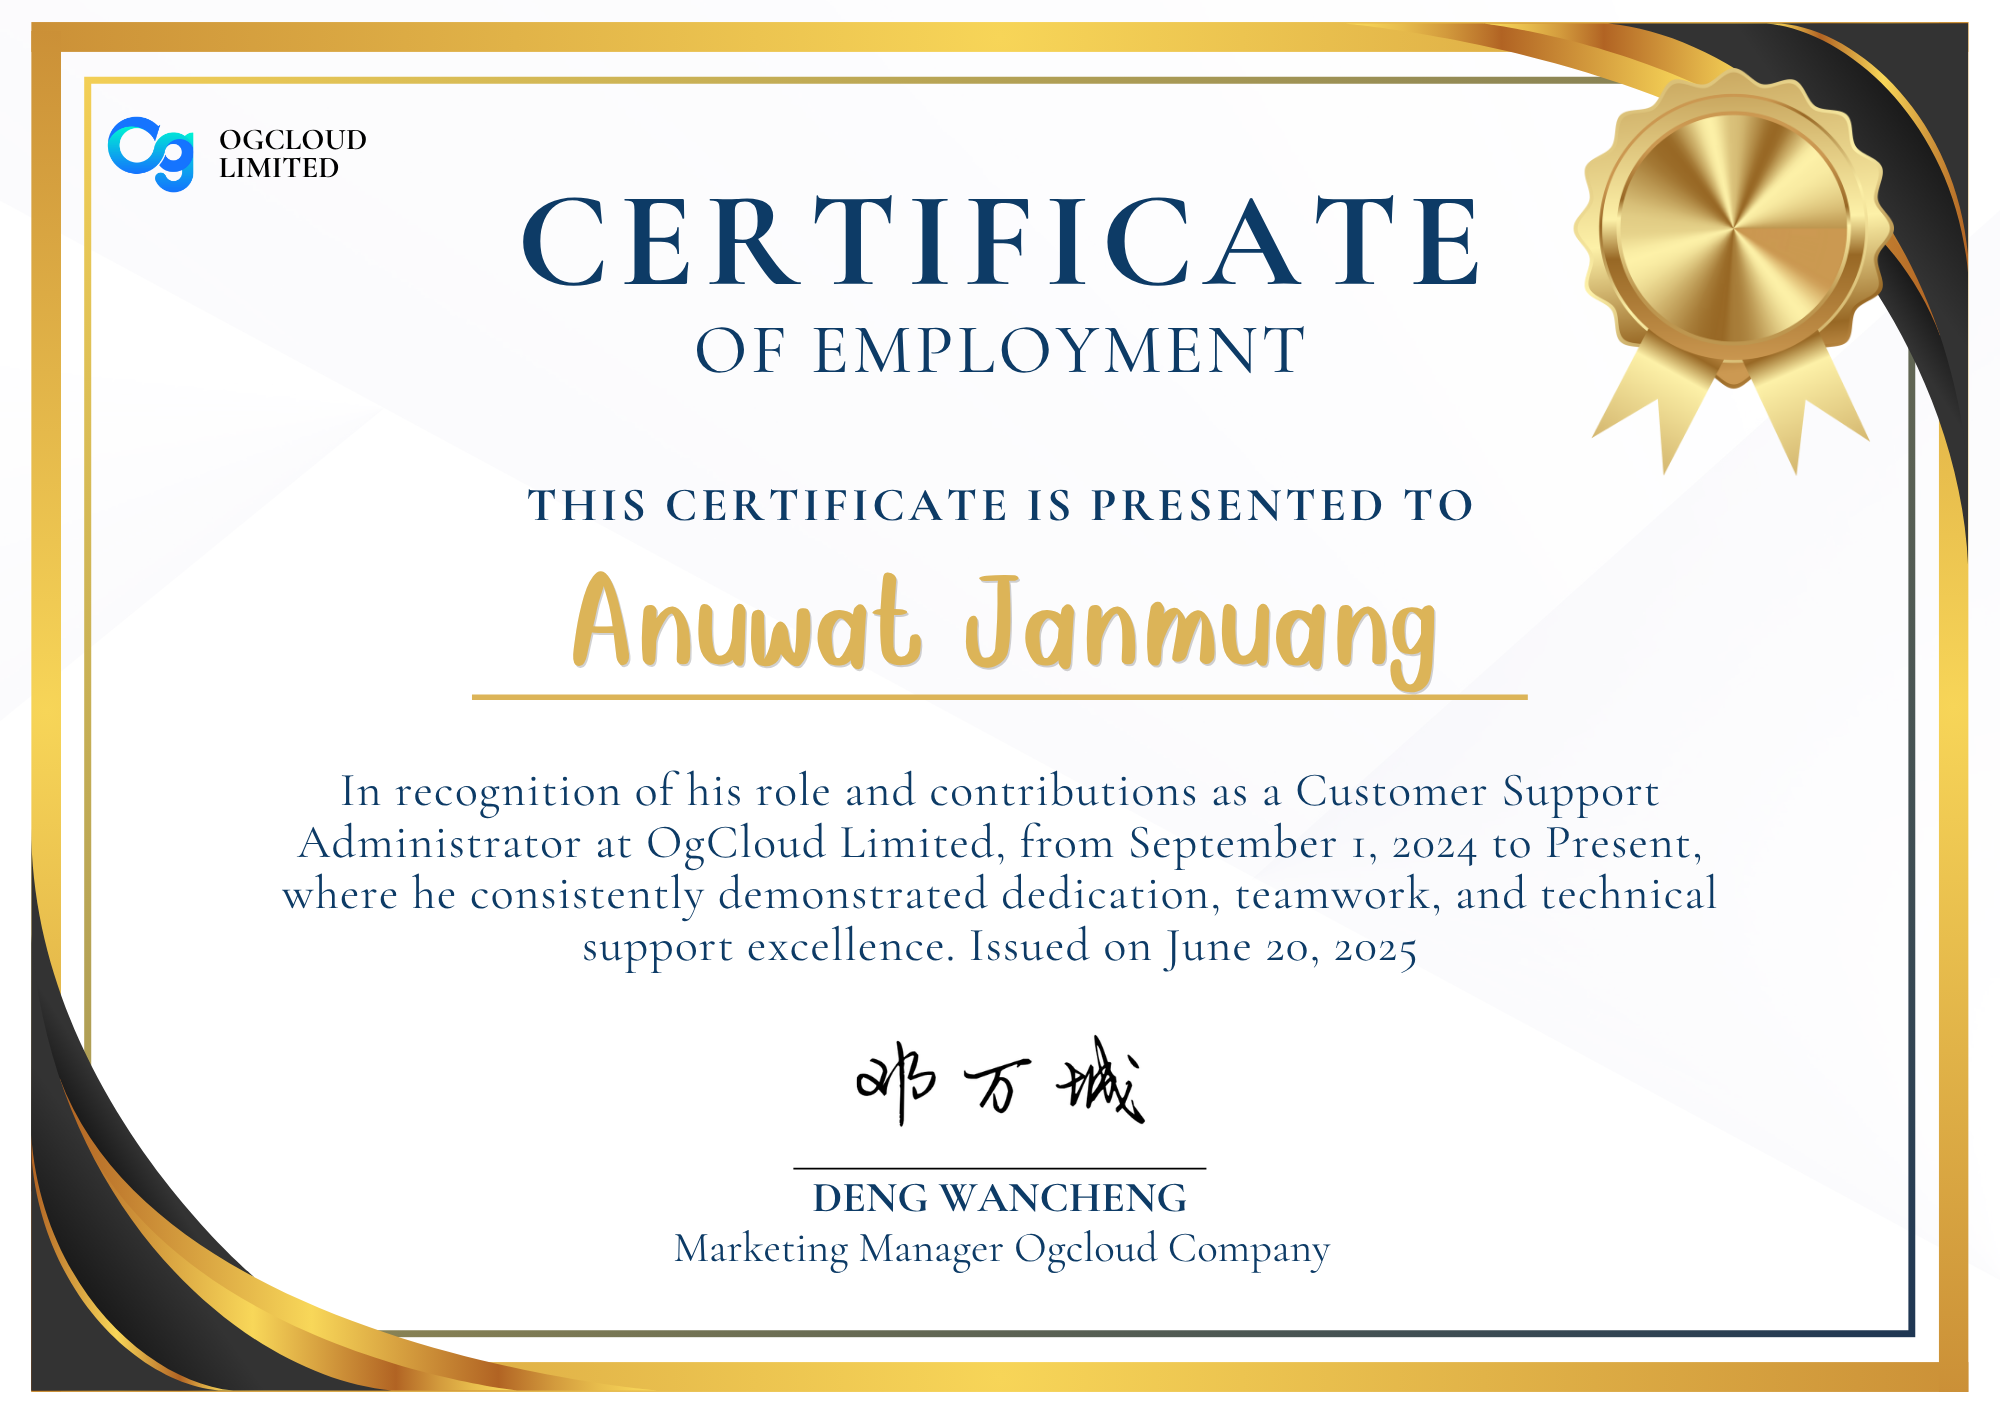 Og
OGCLOUD
LIMITED
CERTIFICATE
OF EMPLOYMENT
THIS CERTIFICATE IS PRESENTED TO
Anuwat Janmuang
In recognition of his role and contributions as a Customer Support
Administrator at OgCloud Limited, from September 1, 2024 to Present,
where he consistently demonstrated dedication, teamwork, and technical
support excellence. Issued on June 20, 2025
邓万城
DENG WANCHENG
Marketing Manager Ogcloud Company